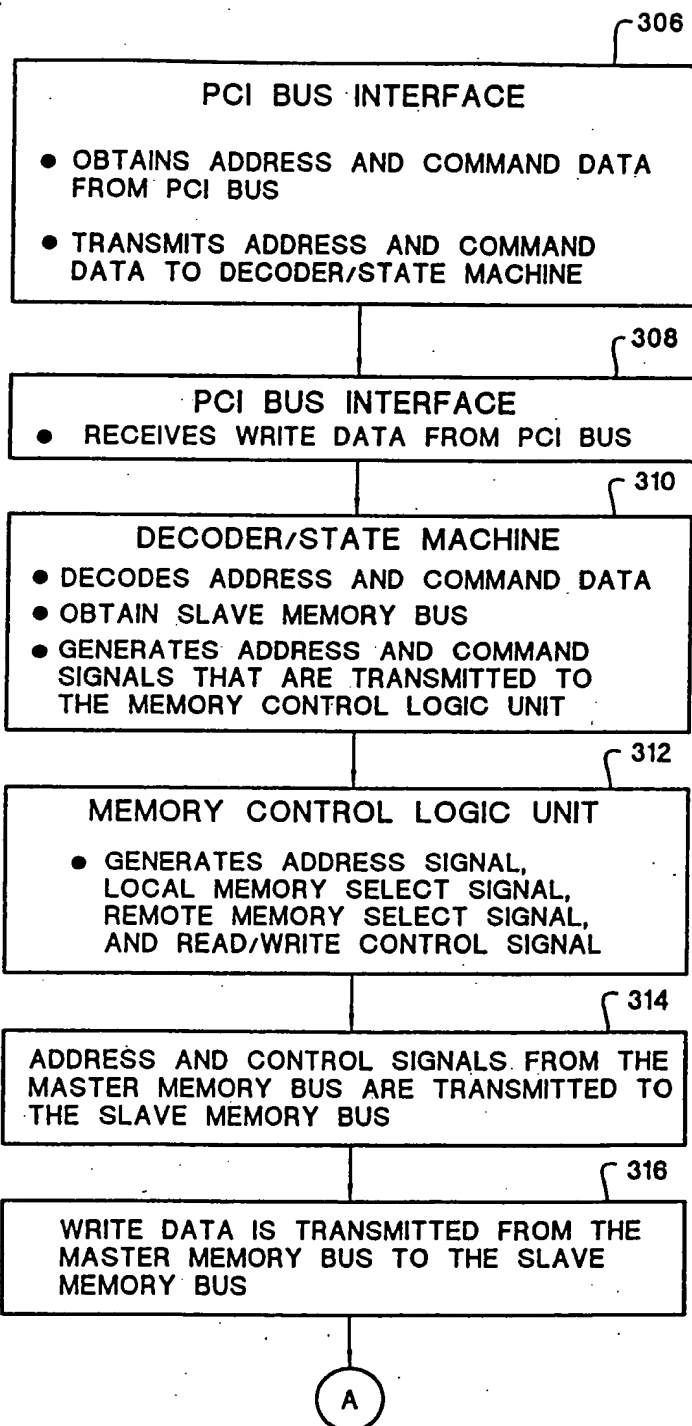 306
PCI BUS INTERFACE
● OBTAINS ADDRESS AND COMMAND DATA
FROM PCI BUS
● TRANSMITS ADDRESS AND COMMAND
DATA TO DECODER/STATE MACHINE
308
PCI BUS INTERFACE
● RECEIVES WRITE DATA FROM PCI BUS
310
DECODER/STATE MACHINE
● DECODES ADDRESS AND COMMAND DATA
● OBTAIN SLAVE MEMORY BUS
● GENERATES ADDRESS AND COMMAND
SIGNALS THAT ARE TRANSMITTED TO
THE MEMORY CONTROL LOGIC UNIT
312
MEMORY CONTROL LOGIC UNIT
● GENERATES ADDRESS SIGNAL,
LOCAL MEMORY SELECT SIGNAL,
REMOTE MEMORY SELECT SIGNAL,
AND READ/WRITE CONTROL SIGNAL
314
ADDRESS AND CONTROL SIGNALS FROM THE
MASTER MEMORY BUS ARE TRANSMITTED TO
THE SLAVE MEMORY BUS
316
WRITE DATA IS TRANSMITTED FROM THE
MASTER MEMORY BUS TO THE SLAVE
MEMORY BUS
A